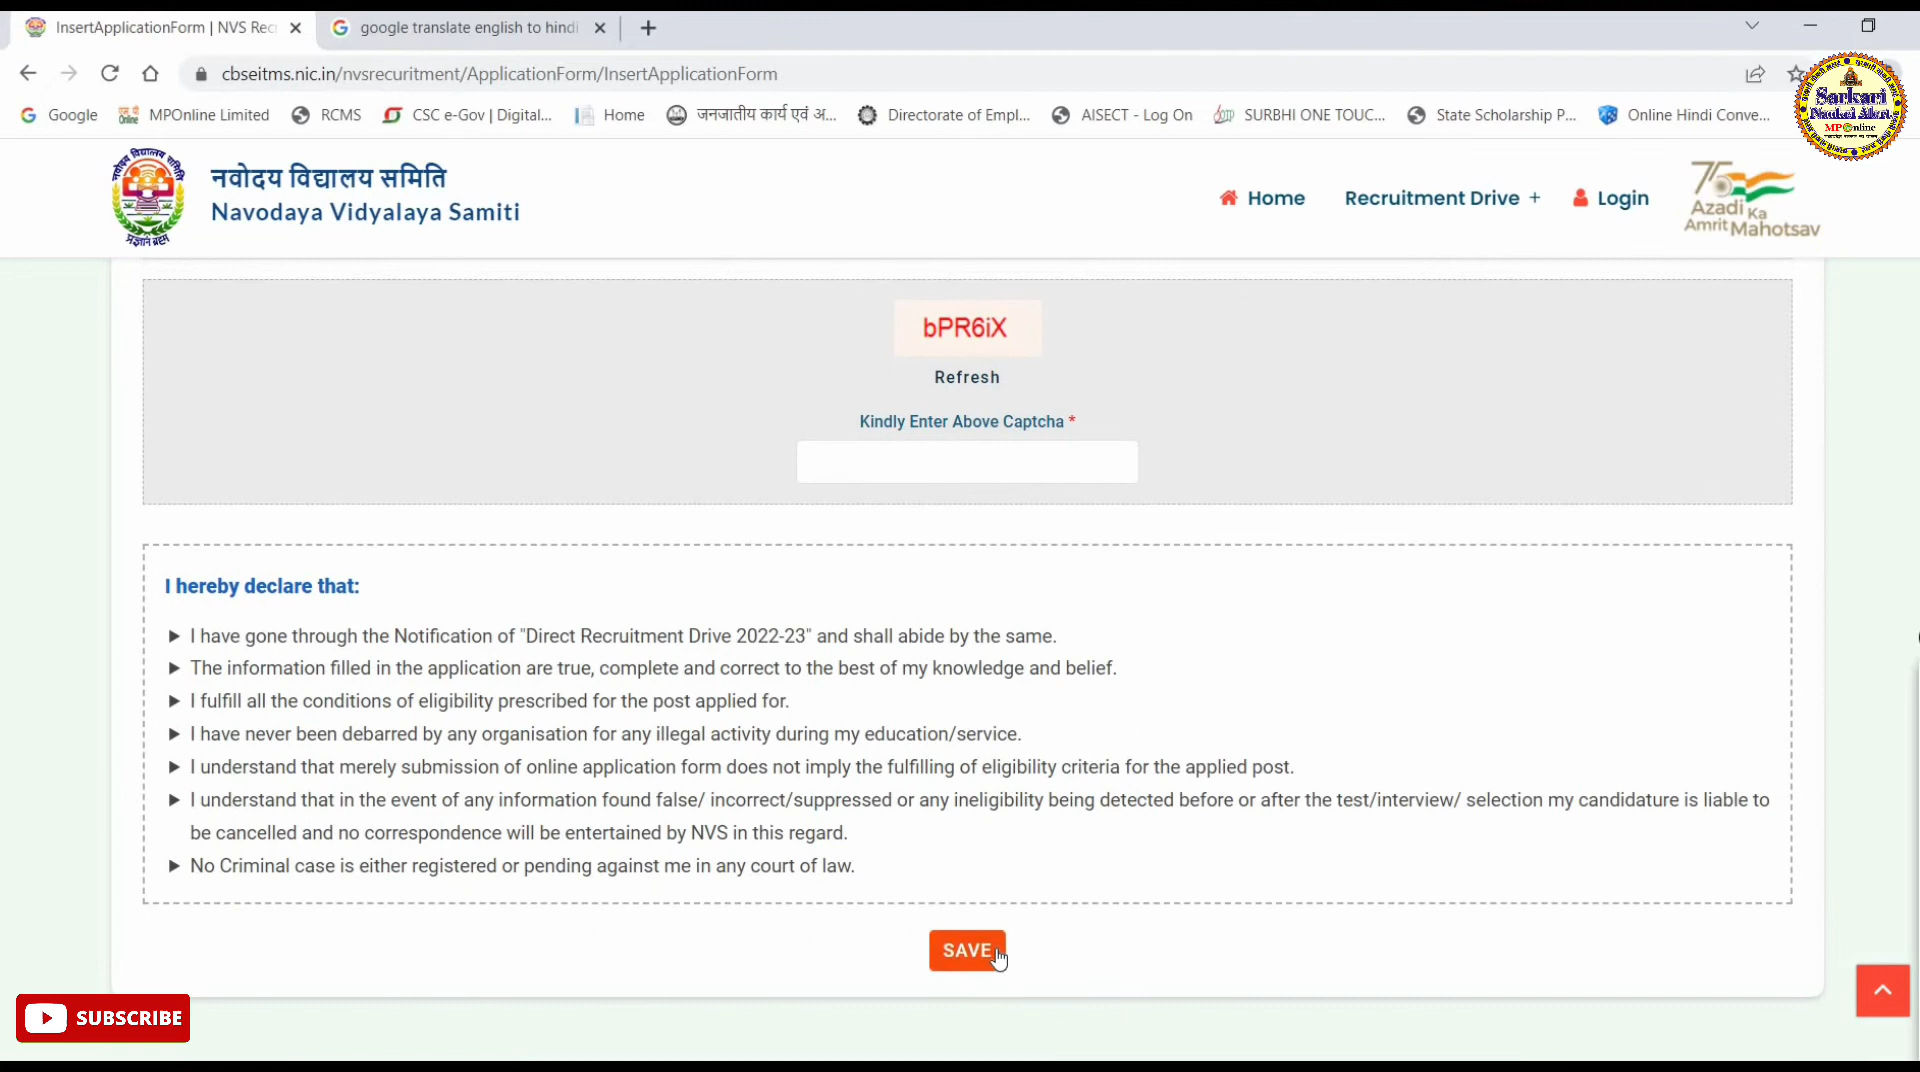 InsertApplicationForm | NVS Rec
google translate english to hindi
cbseitms.nic.in/nvsrecuritment/ApplicationForm/InsertApplicationForm
Google
MPOnline Limited
RCMS
CSC e-Gov | Digital...
Home
जनजातीय कार्य एवं अ...
Directorate of Empl...
AISECT - Log On
SURBHI ONE TOUC...
State Scholarship P...
Online Hindi Conve...
Sarkari
Naukri Alert
MPOnline
नवोदय विद्यालय समिति
Navodaya Vidyalaya Samiti
प्रज्ञानं ब्रह्म
Home
Recruitment Drive +
Login
75
Azadi Ka
Amrit Mahotsav
bPR6iX
Refresh
Kindly Enter Above Captcha *
I hereby declare that:
I have gone through the Notification of "Direct Recruitment Drive 2022-23" and shall abide by the same.
The information filled in the application are true, complete and correct to the best of my knowledge and belief.
I fulfill all the conditions of eligibility prescribed for the post applied for.
I have never been debarred by any organisation for any illegal activity during my education/service.
I understand that merely submission of online application form does not imply the fulfilling of eligibility criteria for the applied post.
I understand that in the event of any information found false/ incorrect/suppressed or any ineligibility being detected before or after the test/interview/ selection my candidature is liable to
be cancelled and no correspondence will be entertained by NVS in this regard.
No Criminal case is either registered or pending against me in any court of law.
SAVE
SUBSCRIBE